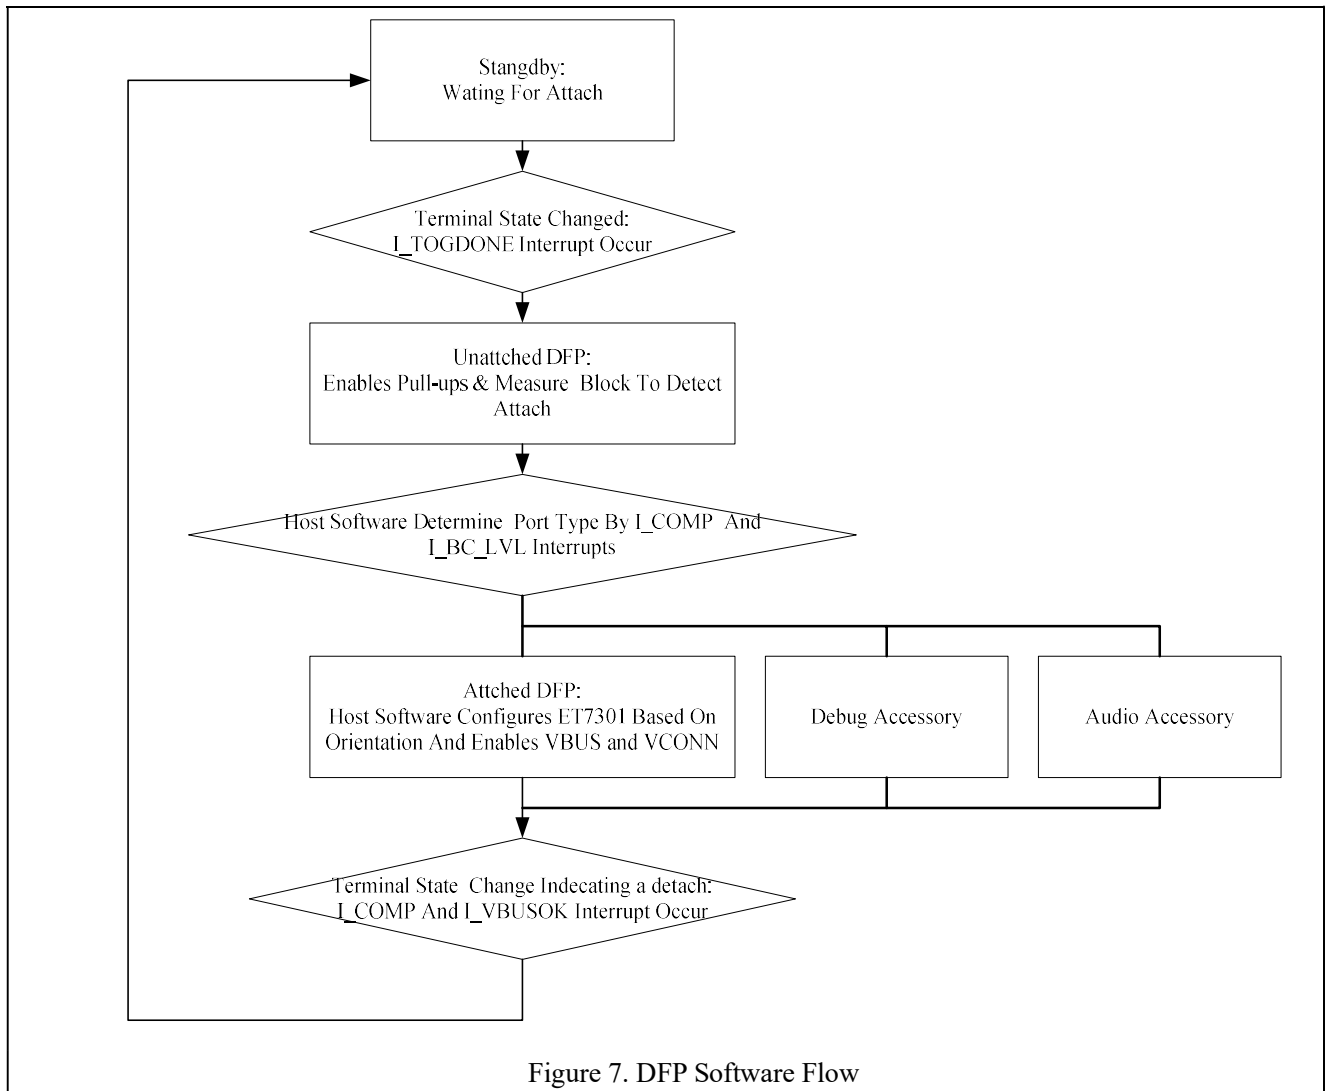 Stangdby:
Wating For Attach
Terminal State Changed:
I_TOGDONE Interrupt Occur
Unattched DFP:
Enables Pull-ups & Measure Block To Detect
Attach
Host Software Determine Port Type By I_COMP And
I_BC_LVL Interrupts
Attched DFP:
Host Software Configures ET7301 Based On
Orientation And Enables VBUS and VCONN
Debug Accessory
Audio Accessory
Terminal State Change Indecating a detach:
I_COMP And I_VBUSOK Interrupt Occur
Figure 7. DFP Software Flow